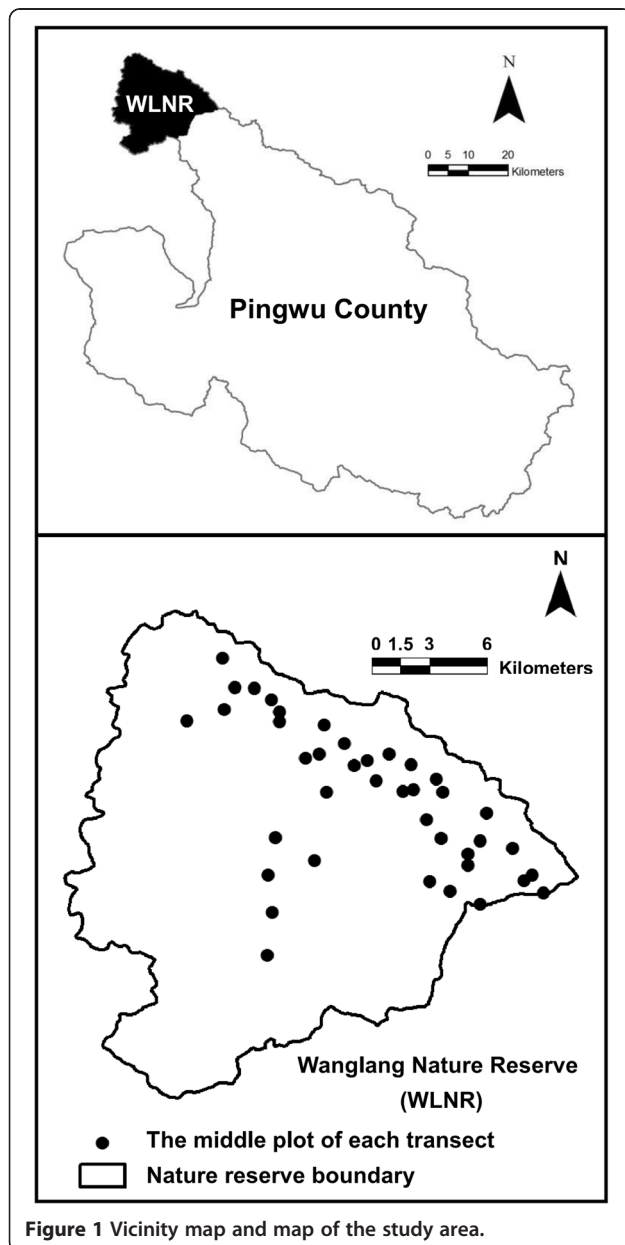 WLNR
N
0 5 10 20
Kilometers
Pingwu County
N
0 1.5 3 6
Kilometers
Wanglang Nature Reserve
(WLNR)
The middle plot of each transect
Nature reserve boundary
Figure 1 Vicinity map and map of the study area.